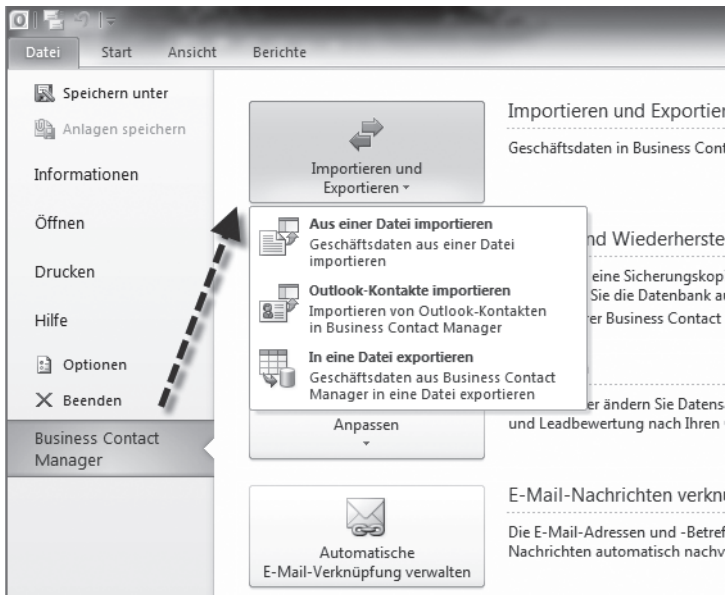 Datei Start Ansicht Berichte
Speichern unter
Anlagen speichern
Informationen
Öffnen
Drucken
Hilfe
Optionen
Beenden
Business Contact
Manager
Importieren und
Exportieren
Aus einer Datei importieren
Geschäftsdaten aus einer Datei
importieren
Outlook-Kontakte importieren
Importieren von Outlook-Kontakten
in Business Contact Manager
In eine Datei exportieren
Geschäftsdaten aus Business Contact
Manager in eine Datei exportieren
Anpassen
Automatische
E-Mail-Verknüpfung verwalten
Importieren und Exportier
Geschäftsdaten in Business Cont
nd Wiederherste
eine Sicherungskop
Sie die Datenbank au
rer Business Contact
er ändern Sie Datens
und Leadbewertung nach Ihren
E-Mail-Nachrichten verknü
Die E-Mail-Adressen und -Betref
Nachrichten automatisch nachv